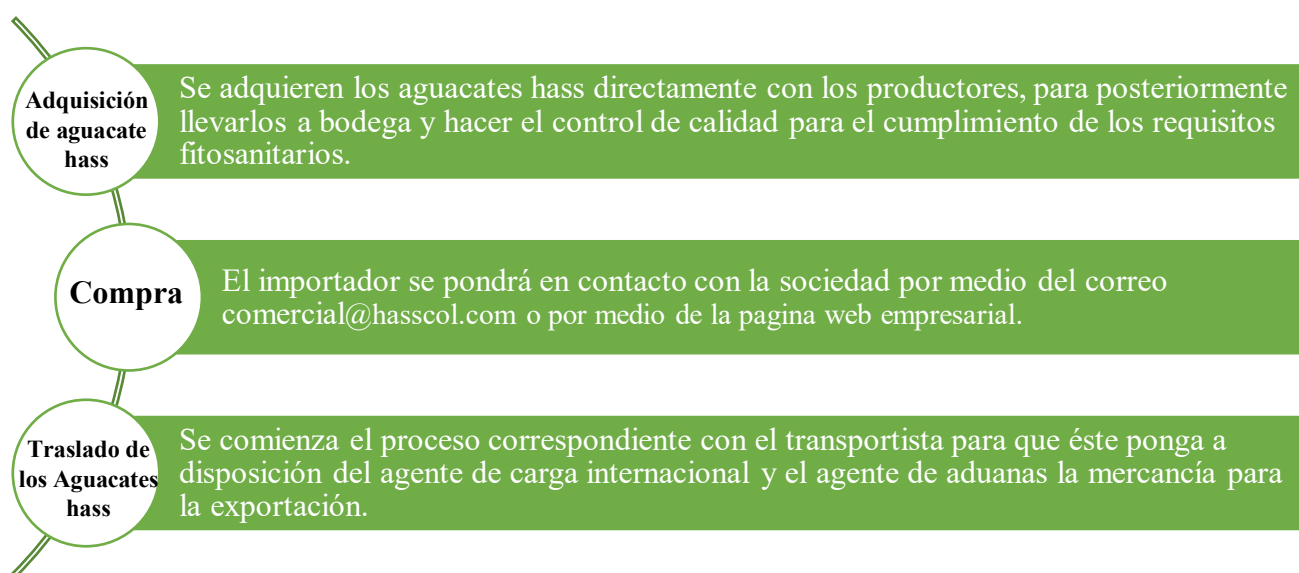 Adquisición
de aguacate
hass
Se adquieren los aguacates hass directamente con los productores, para posteriormente
llevarlos a bodega y hacer el control de calidad para el cumplimiento de los requisitos
fitosanitarios.
Compra
El importador se pondrá en contacto con la sociedad por medio del correo
comercial@hasscol.com o por medio de la pagina web empresarial.
Traslado de
los Aguacates
hass
Se comienza el proceso correspondiente con el transportista para que éste ponga a
disposición del agente de carga internacional y el agente de aduanas la mercancía para
la exportación.